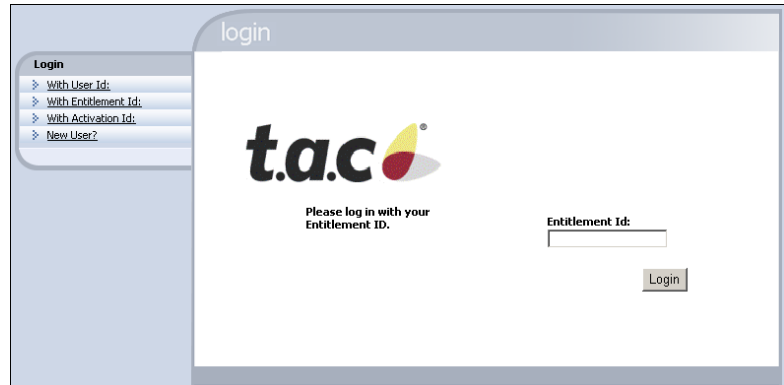 login
Login
With User Id:
With Entitlement Id:
With Activation Id:
New User?
t.a.c®
Please log in with your
Entitlement ID.
Entitlement Id:
Login